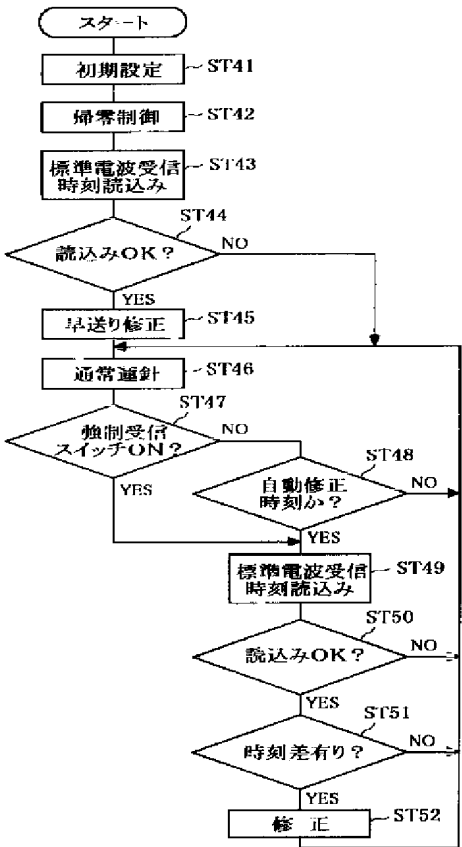 スタート
初期設定
ST41
帰零制御
ST42
標準電波受信
時刻読込み
ST43
ST44
読込みOK?
NO
YES
早送り修正
ST45
通常運針
ST46
ST47
強制受信
スイッチON?
NO
YES
ST48
自動修正
時刻か?
NO
YES
標準電波受信
時刻読込み
ST49
ST50
読込みOK?
NO
YES
ST51
時刻差有り?
NO
YES
修 正
ST52